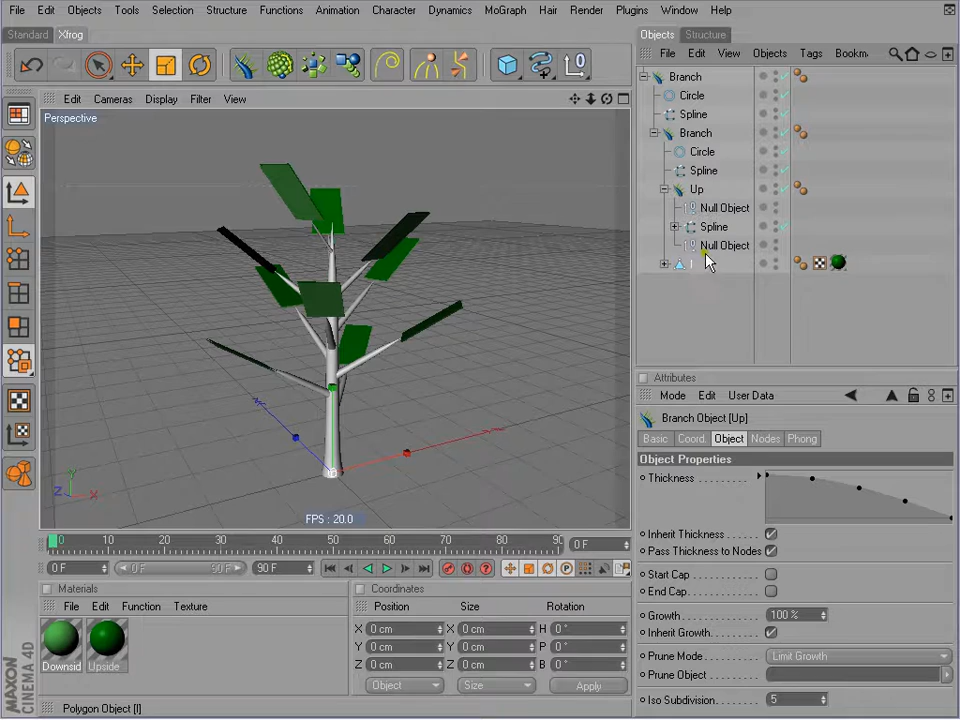 File Edit Objects Tools Selection Structure Functions Animation Character Dynamics MoGraph Hair Render Plugins Window Help
Standard Xfrog
Edit Cameras Display Filter View
Perspective
Y
Z X
FPS : 20.0
0 10 20 30 40 50 60 70 80 90 0 F
0 F 0 F 90 F 90 F
Materials
File Edit Function Texture
Downsid Upside
Coordinates
Position Size Rotation
X 0 cm X 0 cm H 0 °
Y 0 cm Y 0 cm P 0 °
Z 0 cm Z 0 cm B 0 °
Object Size Apply
MAXON
CINEMA 4D
Polygon Object [I]
Objects Structure
File Edit View Objects Tags Bookm
Branch
Circle
Spline
Branch
Circle
Spline
Up
Null Object
Spline
Null Object
I
Attributes
Mode Edit User Data
Branch Object [Up]
Basic Coord. Object Nodes Phong
Object Properties
Thickness
Inherit Thickness
Pass Thickness to Nodes
Start Cap
End Cap
Growth 100 %
Inherit Growth
Prune Mode Limit Growth
Prune Object
Iso Subdivision 5